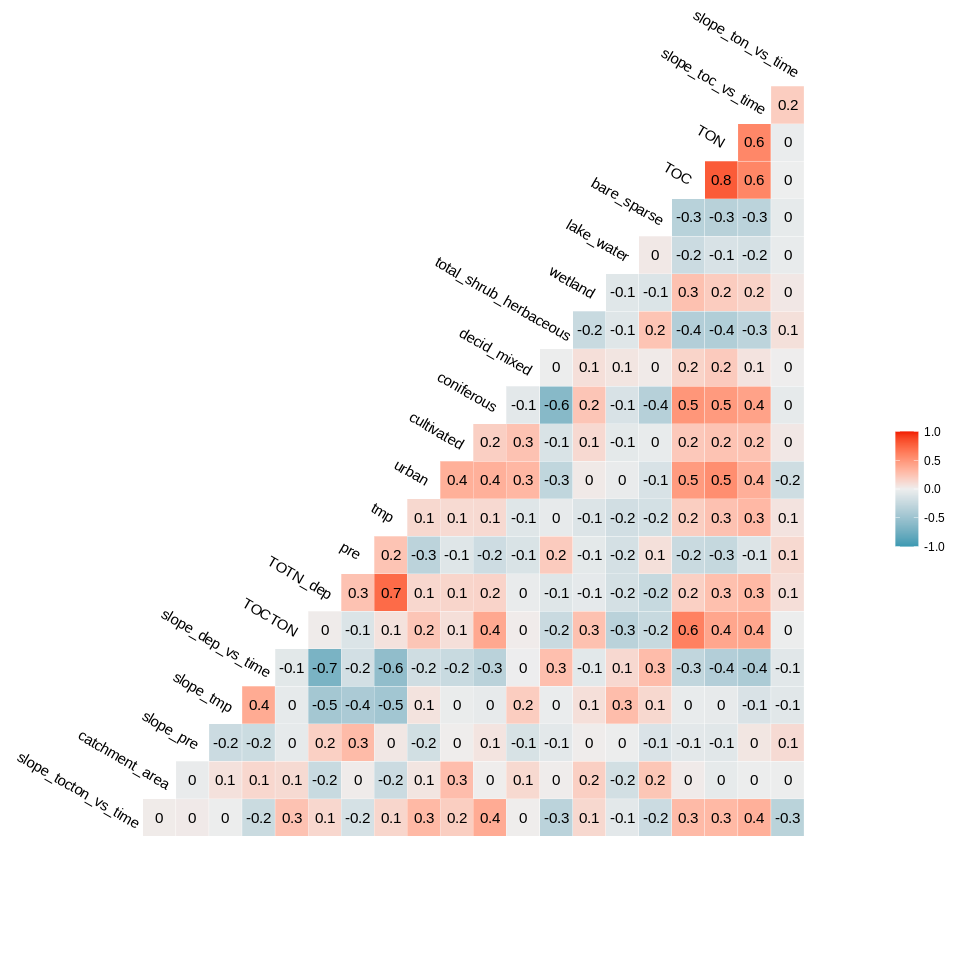 slope_ton_vs_time
slope_toc_vs_time 0.2
TON 0.6 0
TOC 0.8 0.6 0
bare_sparse -0.3 -0.3 -0.3 0
lake_water 0 -0.2 -0.1 -0.2 0
wetland -0.1 -0.1 0.3 0.2 0.2 0
total_shrub_herbaceous -0.2 -0.1 0.2 -0.4 -0.4 -0.3 0.1
decid_mixed 0 0.1 0.1 0 0.2 0.2 0.1 0
coniferous -0.1 -0.6 0.2 -0.1 -0.4 0.5 0.5 0.4 0
cultivated 0.2 0.3 -0.1 0.1 -0.1 0 0.2 0.2 0.2 0
urban 0.4 0.4 0.3 -0.3 0 0 -0.1 0.5 0.5 0.4 -0.2
tmp 0.1 0.1 0.1 -0.1 0 -0.1 -0.2 -0.2 0.2 0.3 0.3 0.1
pre 0.2 -0.3 -0.1 -0.2 -0.1 0.2 -0.1 -0.2 0.1 -0.2 -0.3 -0.1 0.1
TOTN_dep 0.3 0.7 0.1 0.1 0.2 0 -0.1 -0.1 -0.2 -0.2 0.2 0.3 0.3 0.1
TOCTON 0 -0.1 0.1 0.2 0.1 0.4 0 -0.2 0.3 -0.3 -0.2 0.6 0.4 0.4 0
slope_dep_vs_time -0.1 -0.7 -0.2 -0.6 -0.2 -0.2 -0.3 0 0.3 -0.1 0.1 0.3 -0.3 -0.4 -0.4 -0.1
slope_tmp 0.4 0 -0.5 -0.4 -0.5 0.1 0 0 0.2 0 0.1 0.3 0.1 0 0 -0.1 -0.1
slope_pre -0.2 -0.2 0 0.2 0.3 0 -0.2 0 0.1 -0.1 -0.1 0 0 -0.1 -0.1 -0.1 0 0.1
catchment_area 0 0.1 0.1 0.1 -0.2 0 -0.2 0.1 0.3 0 0.1 0 0.2 -0.2 0.2 0 0 0 0
slope_tocton_vs_time 0 0 0 -0.2 0.3 0.1 -0.2 0.1 0.3 0.2 0.4 0 -0.3 0.1 -0.1 -0.2 0.3 0.3 0.4 -0.3
1.0
0.5
0.0
-0.5
-1.0